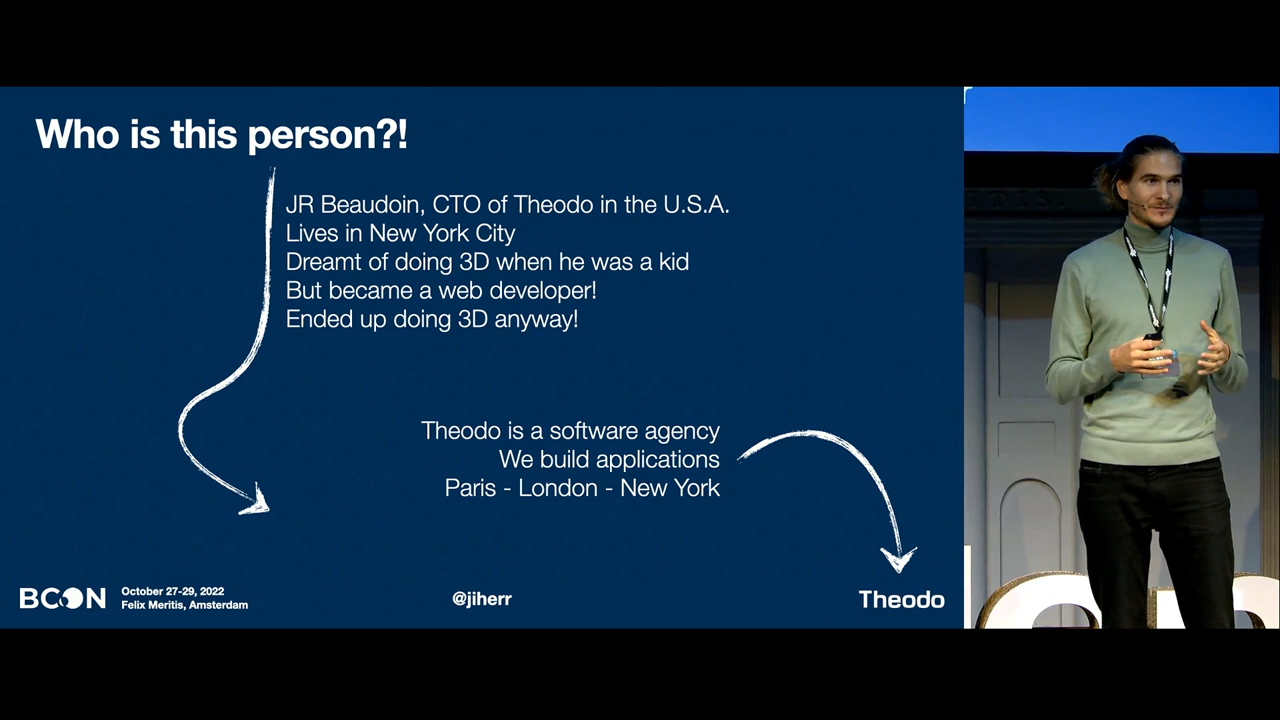 Who is this person?!
JR Beaudoin, CTO of Theodo in the U.S.A.
Lives in New York City
Dreamt of doing 3D when he was a kid
But became a web developer!
Ended up doing 3D anyway!
Theodo is a software agency
We build applications
Paris - London - New York
BCON
October 27-29, 2022
Felix Meritis, Amsterdam
@jiherr
Theodo